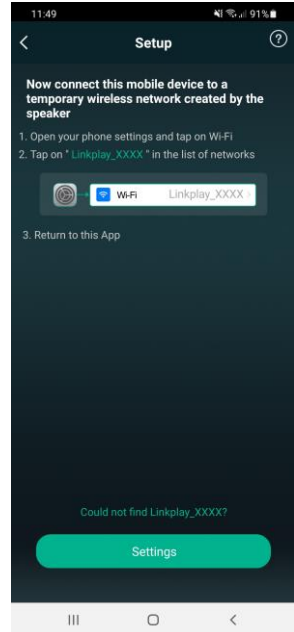 11:49
91%
Setup
?
Now connect this mobile device to a
temporary wireless network created by the
speaker
1. Open your phone settings and tap on Wi-Fi
2. Tap on " Linkplay_XXXX " in the list of networks
Wi-Fi Linkplay_XXXX
3. Return to this App
Could not find Linkplay_XXXX?
Settings